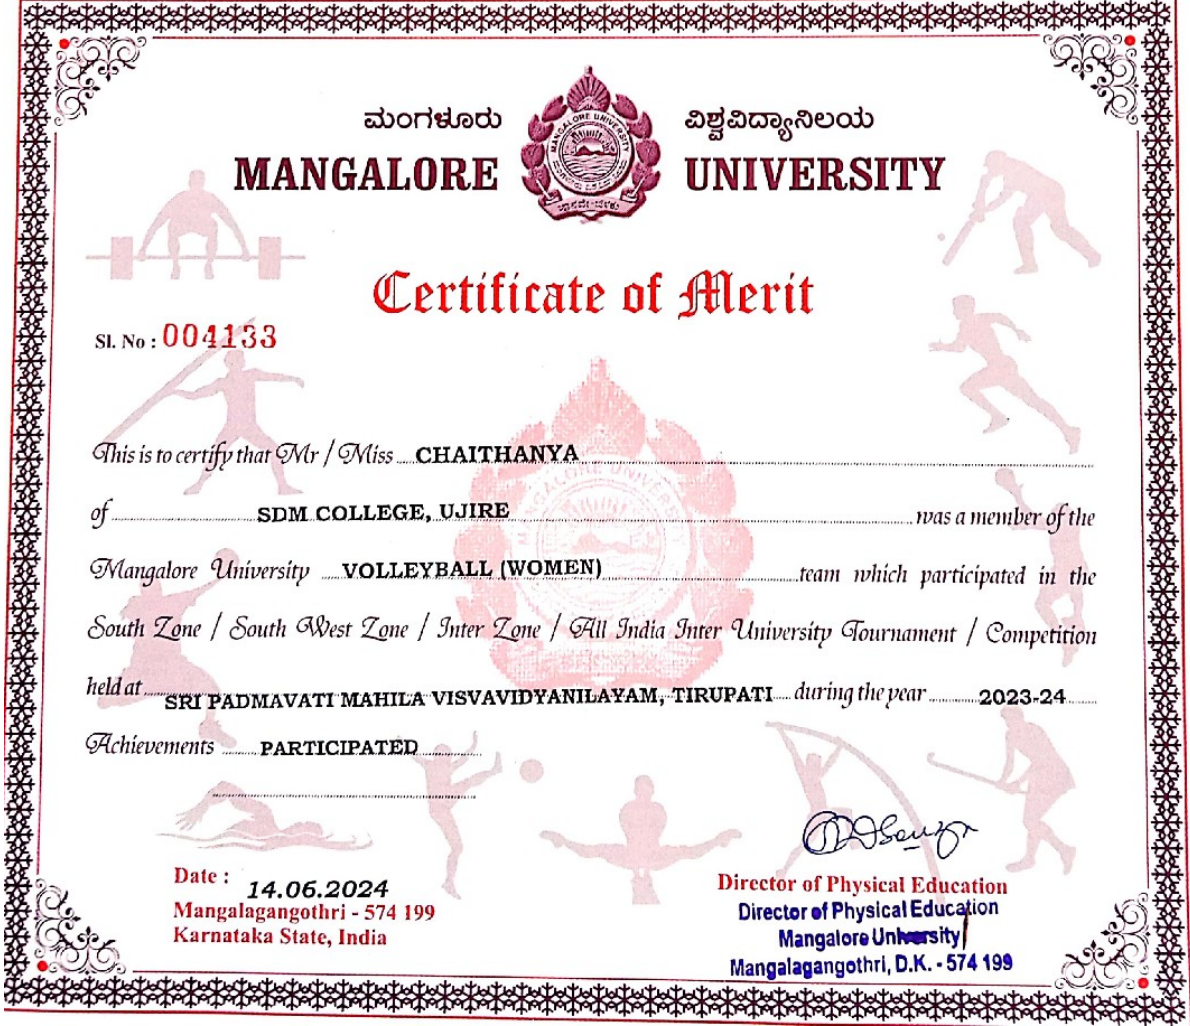 ಮಂಗಳೂರು ವಿಶ್ವವಿದ್ಯಾನಿಲಯ
MANGALORE UNIVERSITY
MANGALORE UNIVERSITY
Certificate of Merit
Sl. No : 004133
This is to certify that Mr / Miss CHAITHANYA
of SDM COLLEGE, UJIRE was a member of the
Mangalore University VOLLEYBALL (WOMEN) team which participated in the
South Zone / South West Zone / Inter Zone / All India Inter University Tournament / Competition
held at SRI PADMAVATI MAHILA VISVAVIDYANILAYAM, TIRUPATI during the year 2023-24
Achievements PARTICIPATED
Date : 14.06.2024
Mangalagangothri - 574 199
Karnataka State, India
Director of Physical Education
Director of Physical Education
Mangalore University
Mangalagangothri, D.K. - 574 199